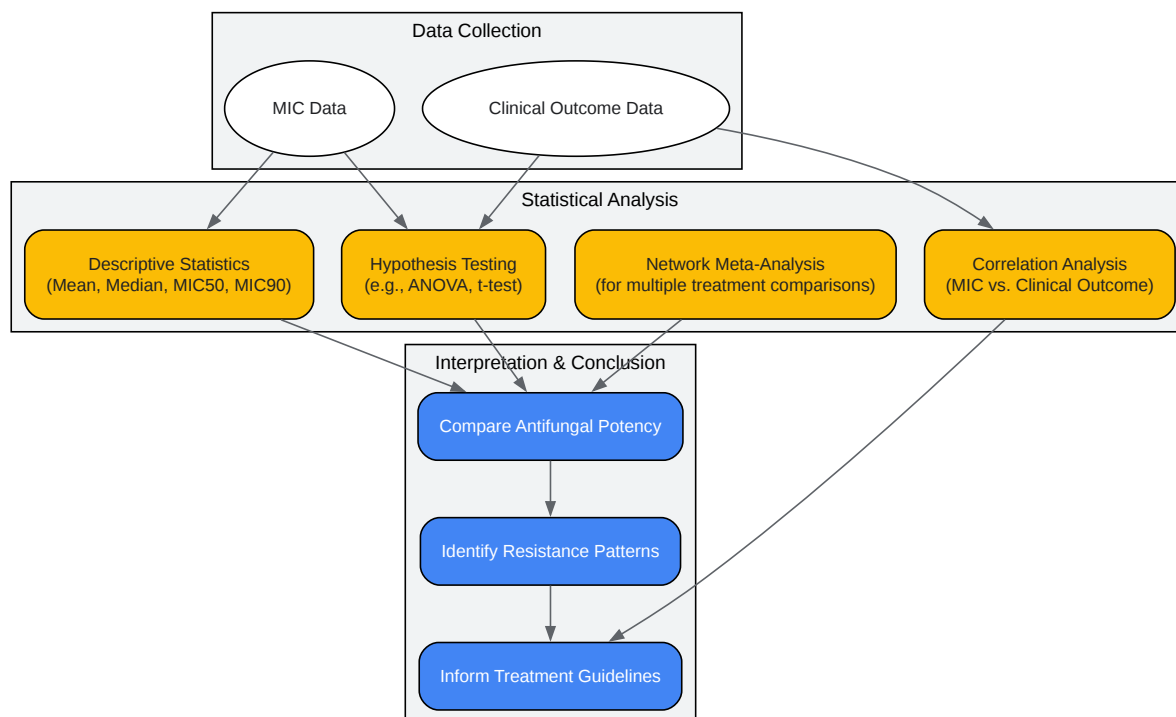 Data Collection
MIC Data
Clinical Outcome Data
Statistical Analysis
Descriptive Statistics
(Mean, Median, MIC50, MIC90)
Hypothesis Testing
(e.g., ANOVA, t-test)
Network Meta-Analysis
(for multiple treatment comparisons)
Correlation Analysis
(MIC vs. Clinical Outcome)
Interpretation & Conclusion
Compare Antifungal Potency
Identify Resistance Patterns
Inform Treatment Guidelines